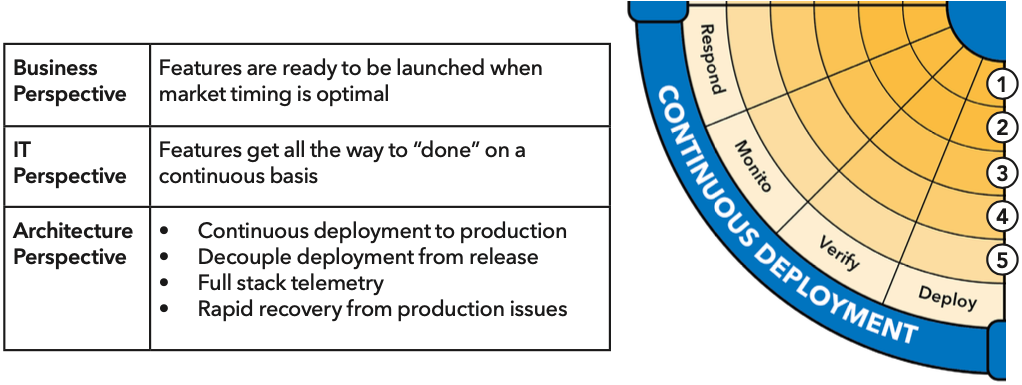 Business
Perspective
Features are ready to be launched when
market timing is optimal
IT
Perspective
Features get all the way to “done” on a
continuous basis
Architecture
Perspective
• Continuous deployment to production
• Decouple deployment from release
• Full stack telemetry
• Rapid recovery from production issues
Respond
Monito
Verify
Deploy
CONTINUOUS DEPLOYMENT
1
2
3
4
5